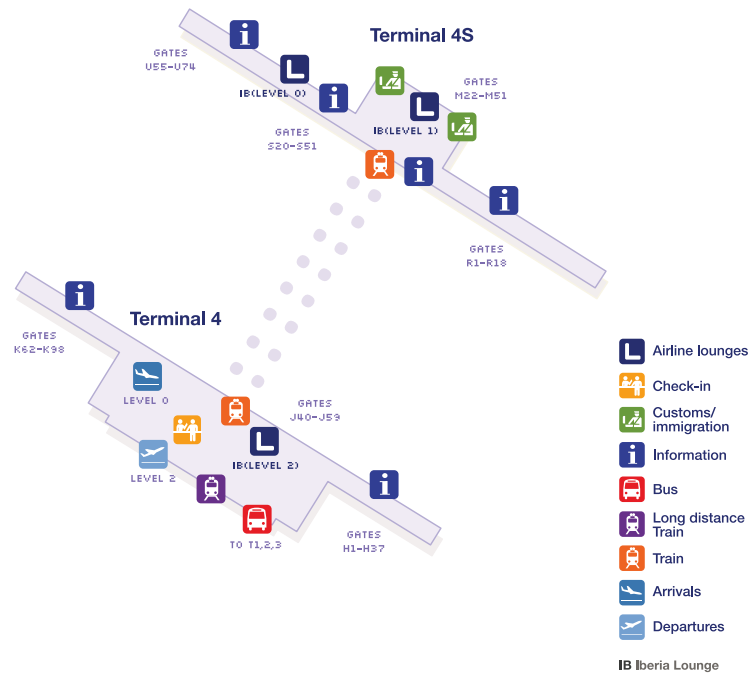 Terminal 4S
GATES
U55-U74
IB(LEVEL 0)
GATES
M22-M51
IB(LEVEL 1)
GATES
S20-S51
GATES
R1-R18
Terminal 4
GATES
K62-K98
LEVEL 0
GATES
J40-J59
IB(LEVEL 2)
LEVEL 2
TO T1,2,3
GATES
H1-H37
L Airline lounges
Check-in
Customs/
immigration
i Information
Bus
Long distance
Train
Train
Arrivals
Departures
IB Iberia Lounge